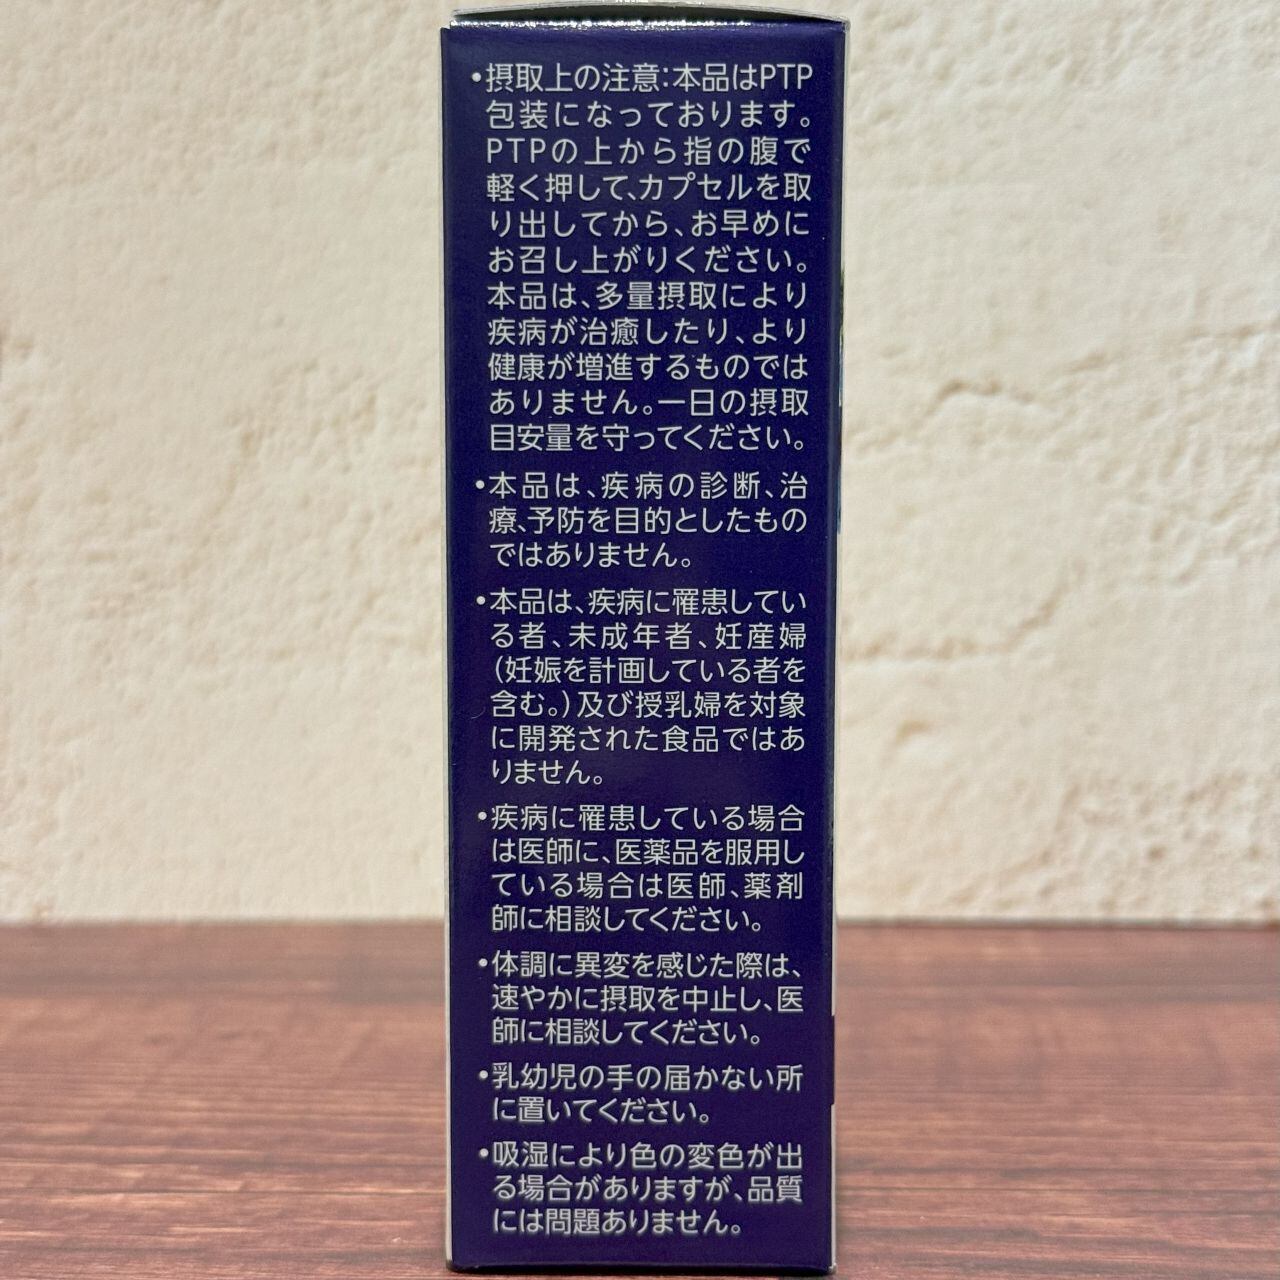 •摂取上の注意:本品はPTP
包装になっております。
PTPの上から指の腹で
軽く押して、カプセルを取
り出してから、お早めに
お召し上がりください。
本品は、多量摂取により
疾病が治癒したり、より
健康が増進するものでは
ありません。一日の摂取
目安量を守ってください。
•本品は、疾病の診断、治
療、予防を目的としたもの
ではありません。
•本品は、疾病に罹患してい
る者、未成年者、妊産婦
(妊娠を計画している者を
含む。)及び授乳婦を対象
に開発された食品ではあ
りません。
•疾病に罹患している場合
は医師に、医薬品を服用し
ている場合は医師、薬剤
師に相談してください。
•体調に異変を感じた際は、
速やかに摂取を中止し、医
師に相談してください。
•乳幼児の手の届かない所
に置いてください。
•吸湿により色の変色が出
る場合がありますが、品質
には問題ありません。